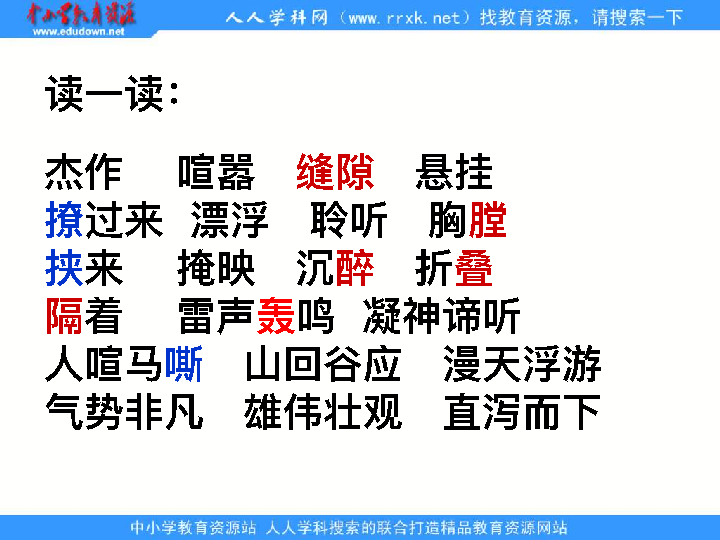 中小学教育资源
www.edudown.net
人人学科网（www.rrxk.net）找教育资源，请搜索一下
读一读：
杰作 喧嚣 缝隙 悬挂
撩过来 漂浮 聆听 胸膛
挟来 掩映 沉醉 折叠
隔着 雷声轰鸣 凝神谛听
人喧马嘶 山回谷应 漫天浮游
气势非凡 雄伟壮观 直泻而下
中小学教育资源站 人人学科搜索的联合打造精品教育资源网站